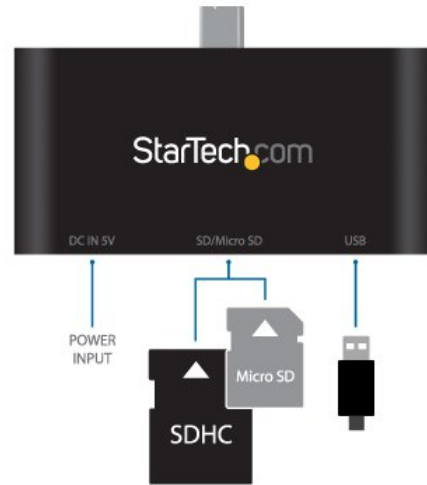 StarTech.com
DC IN 5V SD/Micro SD USB
POWER
INPUT
Micro SD
SDHC